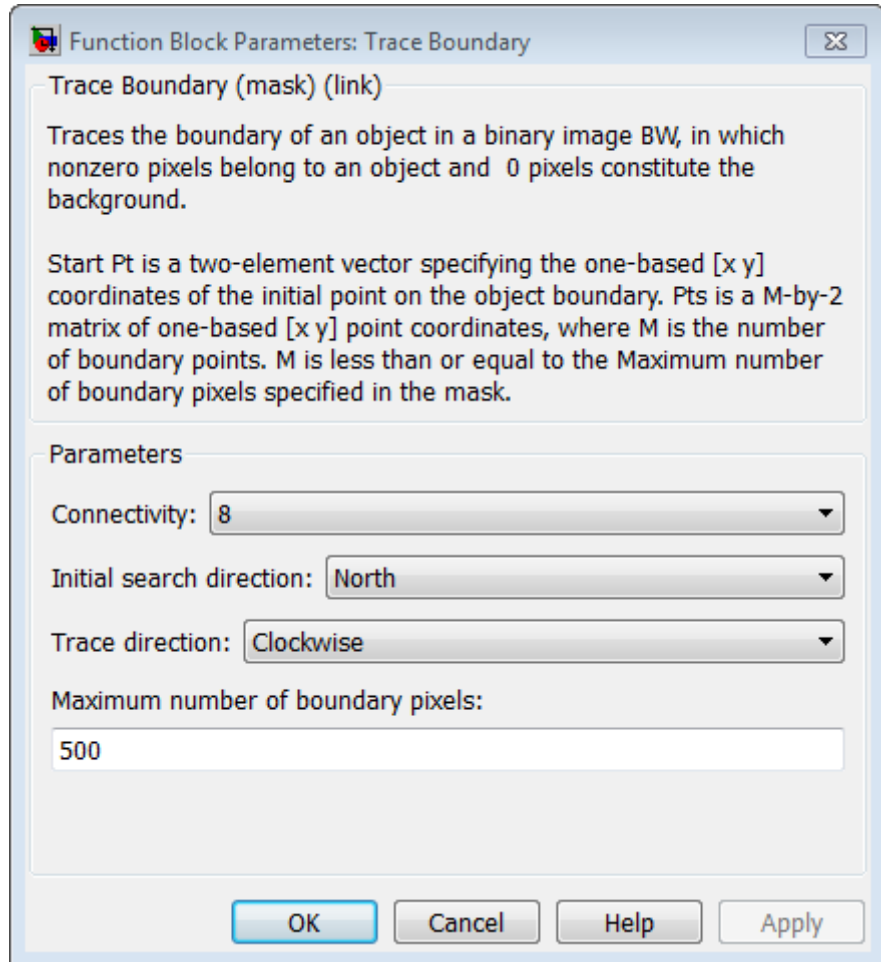 Function Block Parameters: Trace Boundary
Trace Boundary (mask) (link)
Traces the boundary of an object in a binary image BW, in which
nonzero pixels belong to an object and  0 pixels constitute the
background.
Start Pt is a two-element vector specifying the one-based [x y]
coordinates of the initial point on the object boundary. Pts is a M-by-2
matrix of one-based [x y] point coordinates, where M is the number
of boundary points. M is less than or equal to the Maximum number
of boundary pixels specified in the mask.
Parameters
Connectivity: 8
Initial search direction: North
Trace direction: Clockwise
Maximum number of boundary pixels:
500
OK Cancel Help Apply